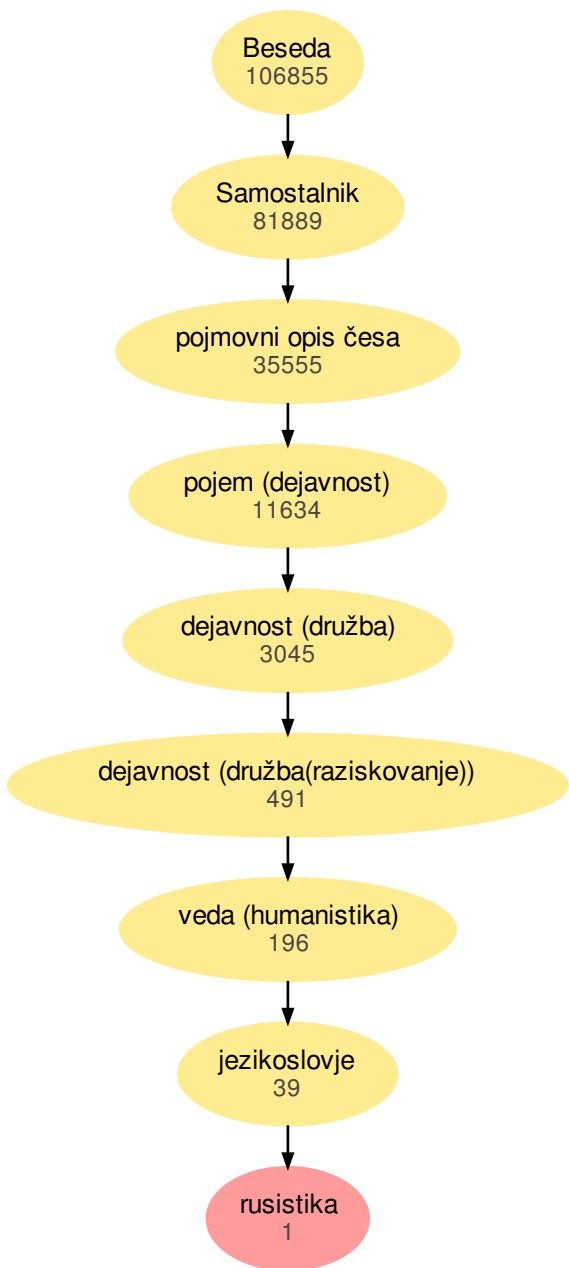 Beseda
106855
Samostalnik
81889
pojmovni opis česa
35555
pojem (dejavnost)
11634
dejavnost (družba)
3045
dejavnost (družba(raziskovanje))
491
veda (humanistika)
196
jezikoslovje
39
rusistika
1